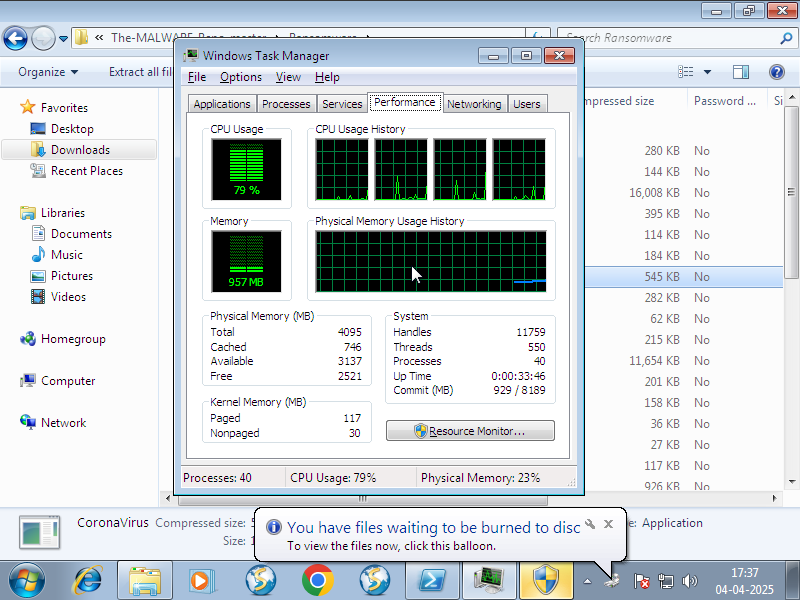 The-MALWARE-Repo-master
Ransomware
Search Ransomware
Organize
Extract all fil
Windows Task Manager
File Options View Help
Applications Processes Services Performance Networking Users
mpressed size Password ... Si
Favorites
Desktop
Downloads
Recent Places
Libraries
Documents
Music
Pictures
Videos
Homegroup
Computer
Network
CPU Usage
79 %
CPU Usage History
Memory
957 MB
Physical Memory Usage History
Physical Memory (MB)
Total 4095
Cached 746
Available 3137
Free 2521
Kernel Memory (MB)
Paged 117
Nonpaged 30
System
Handles 11759
Threads 550
Processes 40
Up Time 0:00:33:46
Commit (MB) 929 / 8189
Resource Monitor...
Processes: 40 CPU Usage: 79% Physical Memory: 23%
280 KB No
144 KB No
16,008 KB No
395 KB No
114 KB No
184 KB No
545 KB No
282 KB No
62 KB No
215 KB No
11,654 KB No
201 KB No
158 KB No
36 KB No
27 KB No
117 KB No
926 KB No
CoronaVirus Compressed size: 5
e: Application
Size: 1
You have files waiting to be burned to disc
To view the files now, click this balloon.
17:37
04-04-2025